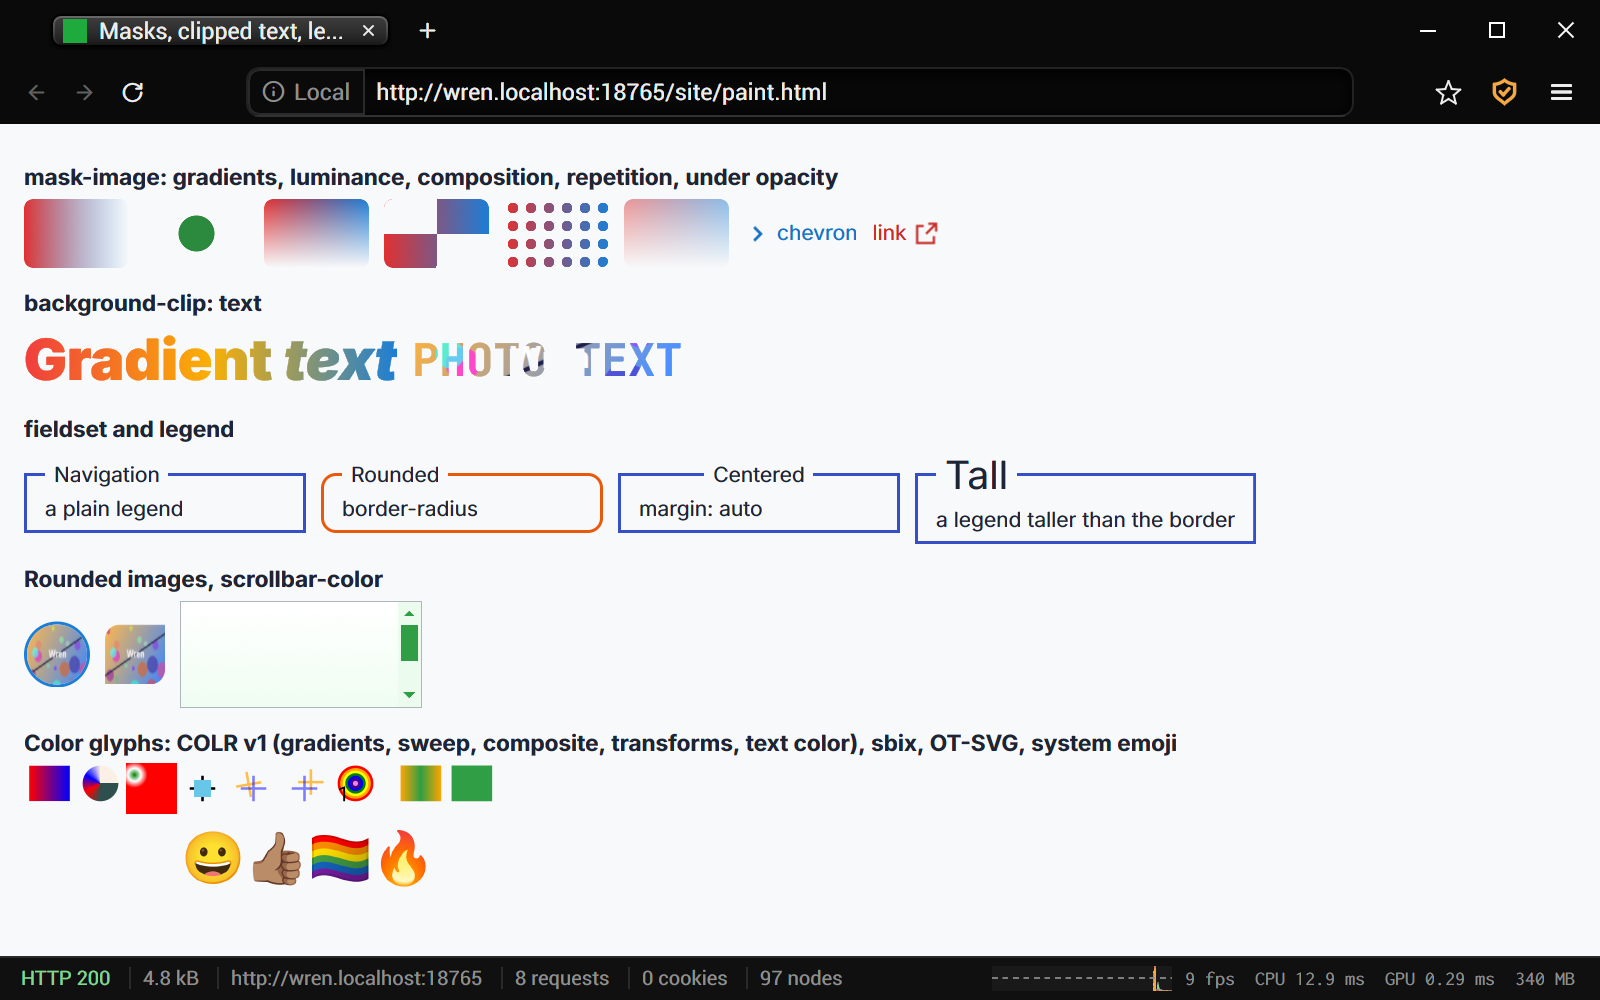 Masks, clipped text, le...
Local http://wren.localhost:18765/site/paint.html
mask-image: gradients, luminance, composition, repetition, under opacity
chevron link
background-clip: text
Gradient text PHOTO TEXT
fieldset and legend
Navigation Rounded Centered Tall
a plain legend border-radius margin: auto a legend taller than the border
Rounded images, scrollbar-color
Wren Wren
Color glyphs: COLR v1 (gradients, sweep, composite, transforms, text color), sbix, OT-SVG, system emoji
HTTP 200 4.8 kB http://wren.localhost:18765 8 requests 0 cookies 97 nodes 9 fps CPU 12.9 ms GPU 0.29 ms 340 MB